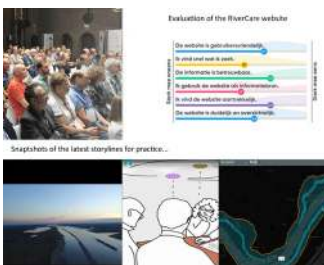 Evaluation of the RiverCare website
De website is gebruiksvriendelijk.
Ik vind snel wat ik zoek.
De informatie is betrouwbaar.
Ik gebruik de website als informatiebron.
Ik vind de website aantrekkelijk.
De website is duidelijk en overzichtelijk.
Snaptshots of the latest storylines for practice...